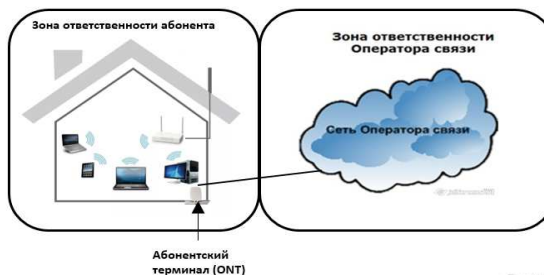 Зона ответственности абонента
Зона ответственности
Оператора связи
Сеть Оператора связи
Абонентский
терминал (ONT)